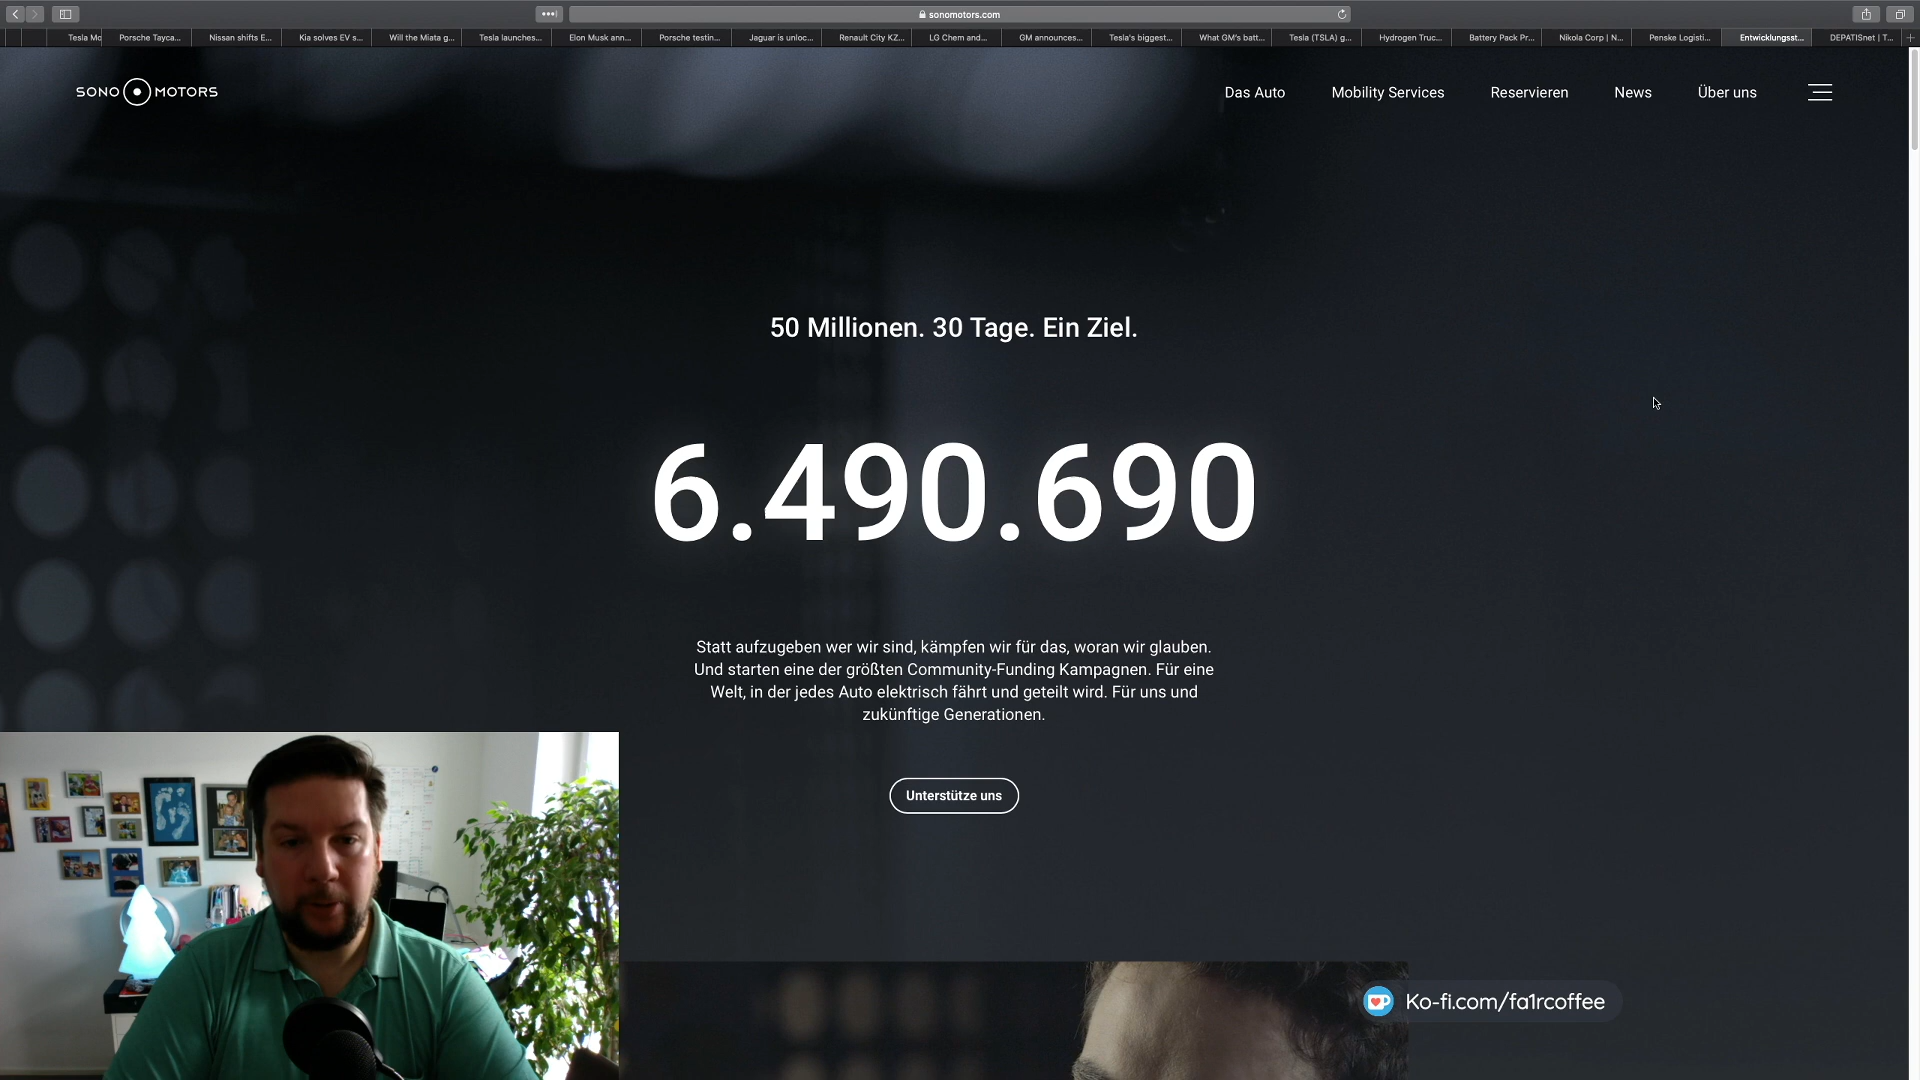 sonomotors.com
Tesla Mo
Porsche Tayca...
Nissan shifts E...
Kia solves EV s...
Will the Miata g...
Tesla launches...
Elon Musk ann...
Porsche testin...
Jaguar is unloc...
Renault City KZ...
LG Chem and...
GM announces...
Tesla's biggest...
What GM's batt...
Tesla (TSLA) g...
Hydrogen Truc...
Battery Pack Pr...
Nikola Corp | N...
Penske Logisti...
Entwicklungsst...
DEPATISnet | T...
SONO MOTORS
Das Auto
Mobility Services
Reservieren
News
Über uns
50 Millionen. 30 Tage. Ein Ziel.
6.490.690
Statt aufzugeben wer wir sind, kämpfen wir für das, woran wir glauben.
Und starten eine der größten Community-Funding Kampagnen. Für eine
Welt, in der jedes Auto elektrisch fährt und geteilt wird. Für uns und
zukünftige Generationen.
Unterstütze uns
Ko-fi.com/fa1rcoffee